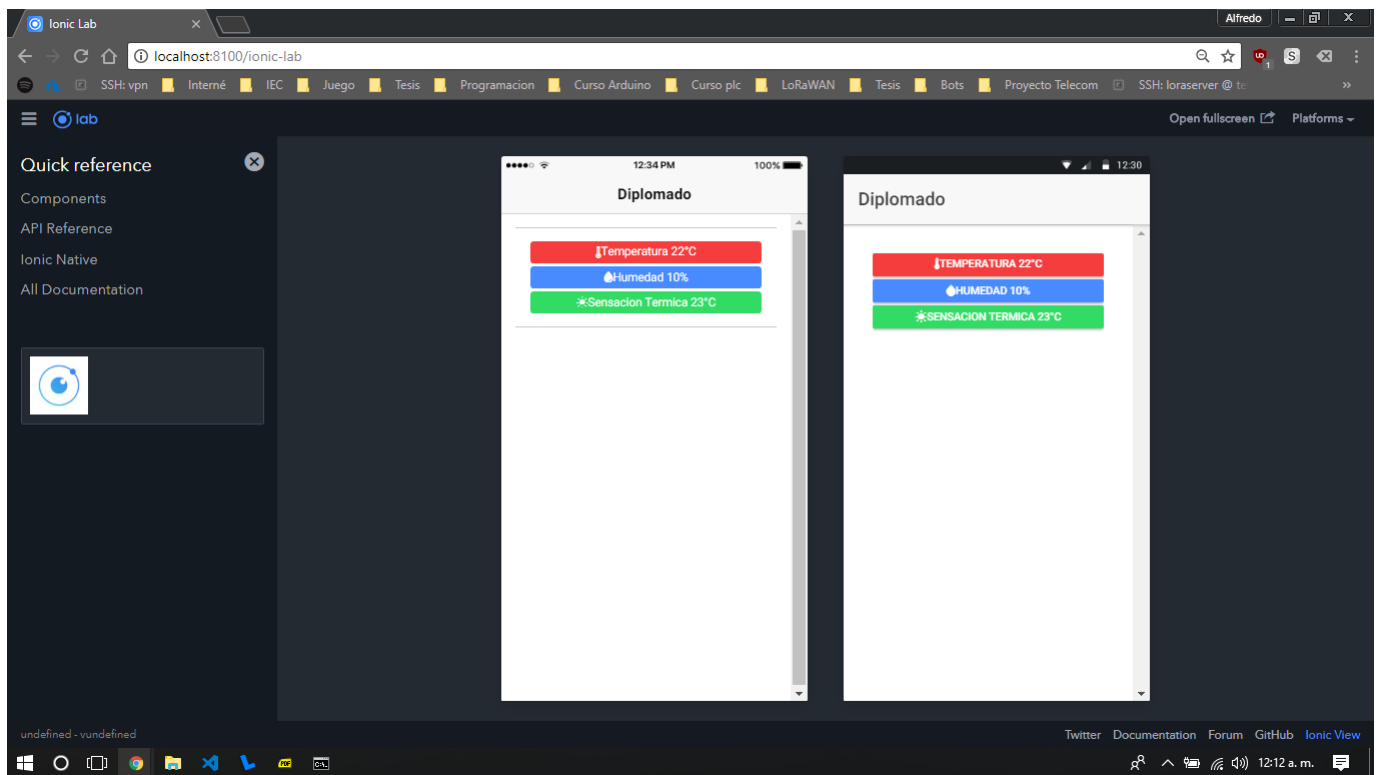 Ionic Lab
Alfredo
localhost:8100/ionic-lab
SSH: vpn Interné IEC Juego Tesis Programacion Curso Arduino Curso plc LoRaWAN Tesis Bots Proyecto Telecom SSH: loraserver @ te
lab
Open fullscreen Platforms
Quick reference
Components
API Reference
Ionic Native
All Documentation
12:34 PM 100%
Diplomado
Temperatura 22°C
Humedad 10%
Sensacion Termica 23°C
12:30
Diplomado
TEMPERATURA 22°C
HUMEDAD 10%
SENSACION TERMICA 23°C
undefined - vundefined
Twitter Documentation Forum GitHub Ionic View
12:12 a. m.